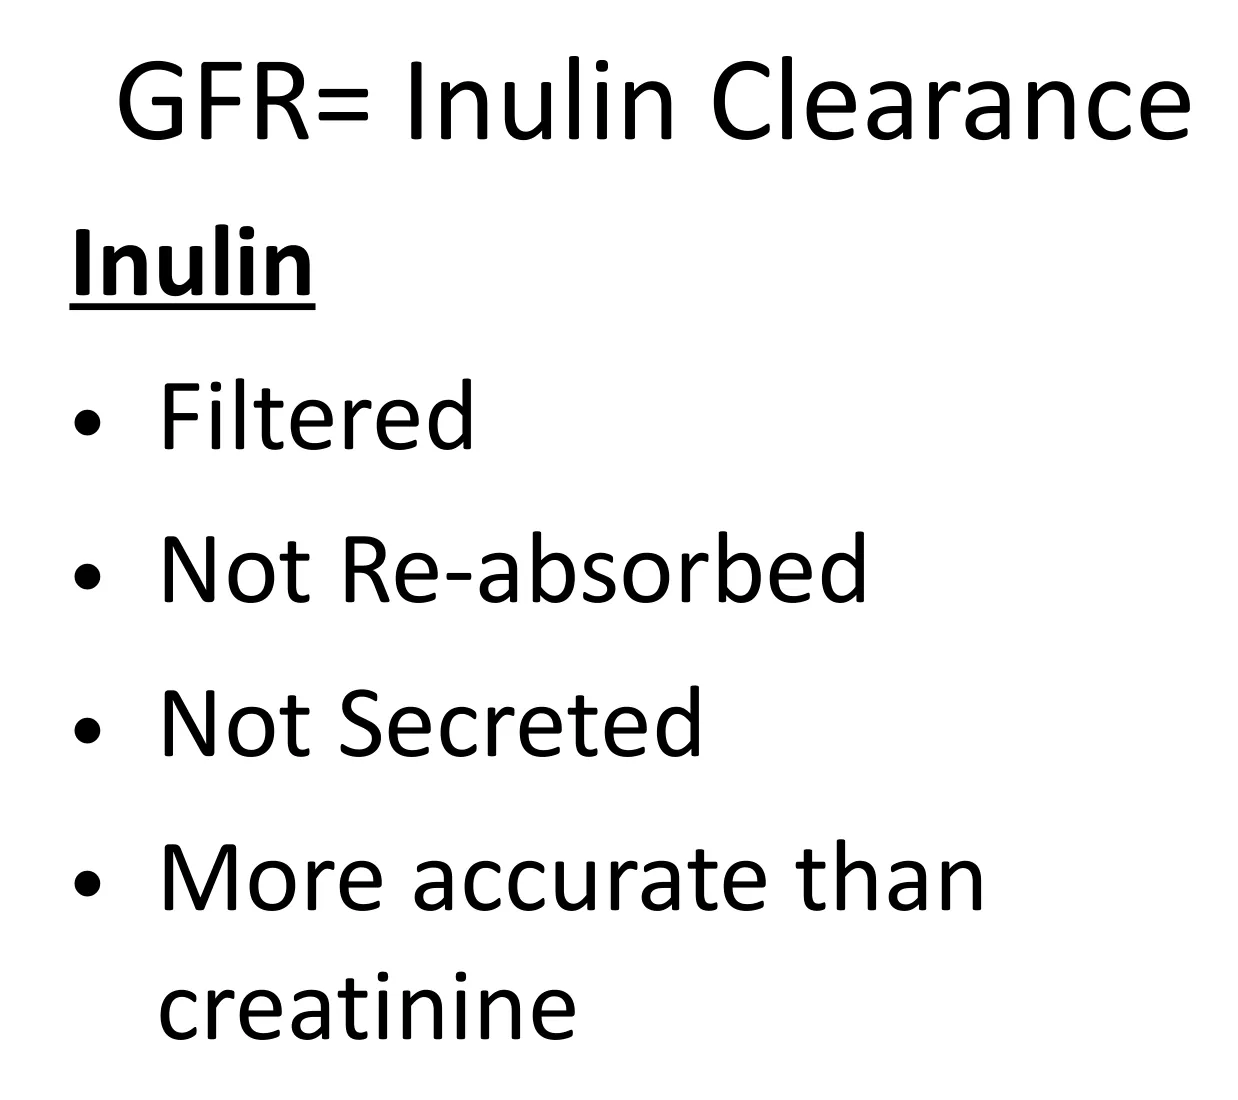 GFR= Inulin Clearance
Inulin
• Filtered
• Not Re-absorbed
• Not Secreted
• More accurate than
creatinine